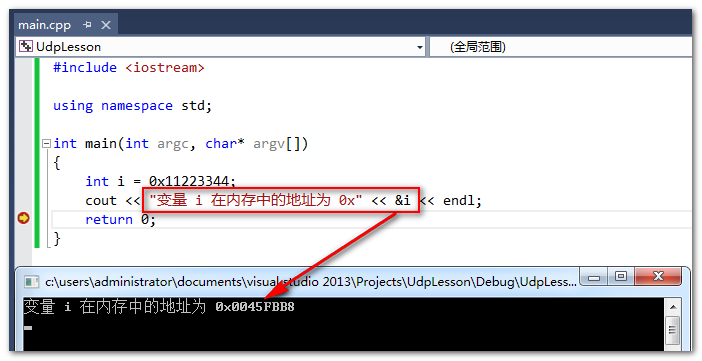 main.cpp
UdpLesson
(全局范围)
#include <iostream>
using namespace std;
int main(int argc, char* argv[])
{
int i = 0x11223344;
cout << "变量 i 在内存中的地址为 0x" << &i << endl;
return 0;
}
c:\users\administrator\documents\visual studio 2013\Projects\UdpLesson\Debug\UdpLess...
变量 i 在内存中的地址为 0x0045FBB8